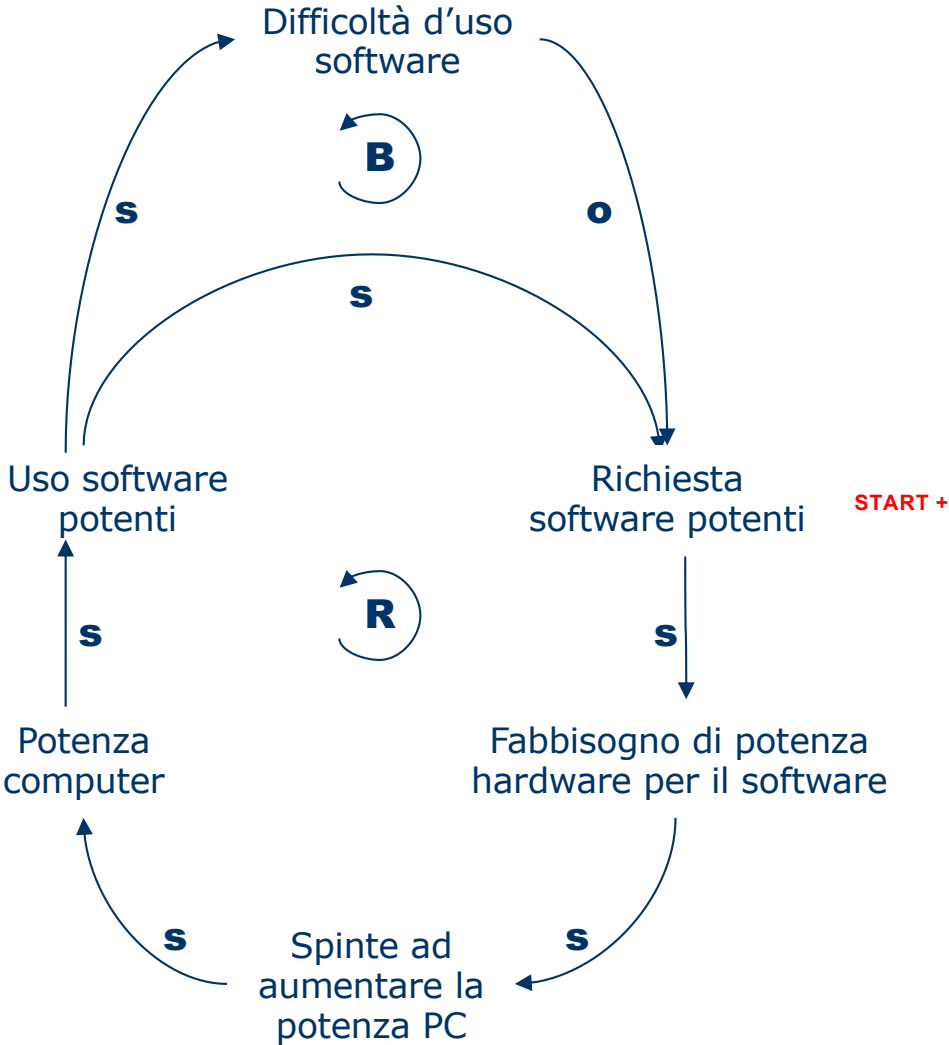 Difficoltà d’uso
software
B
s
o
s
Uso software
potenti
Richiesta
software potenti
START +
R
s
s
Potenza
computer
Fabbisogno di potenza
hardware per il software
s
s
Spinte ad
aumentare la
potenza PC